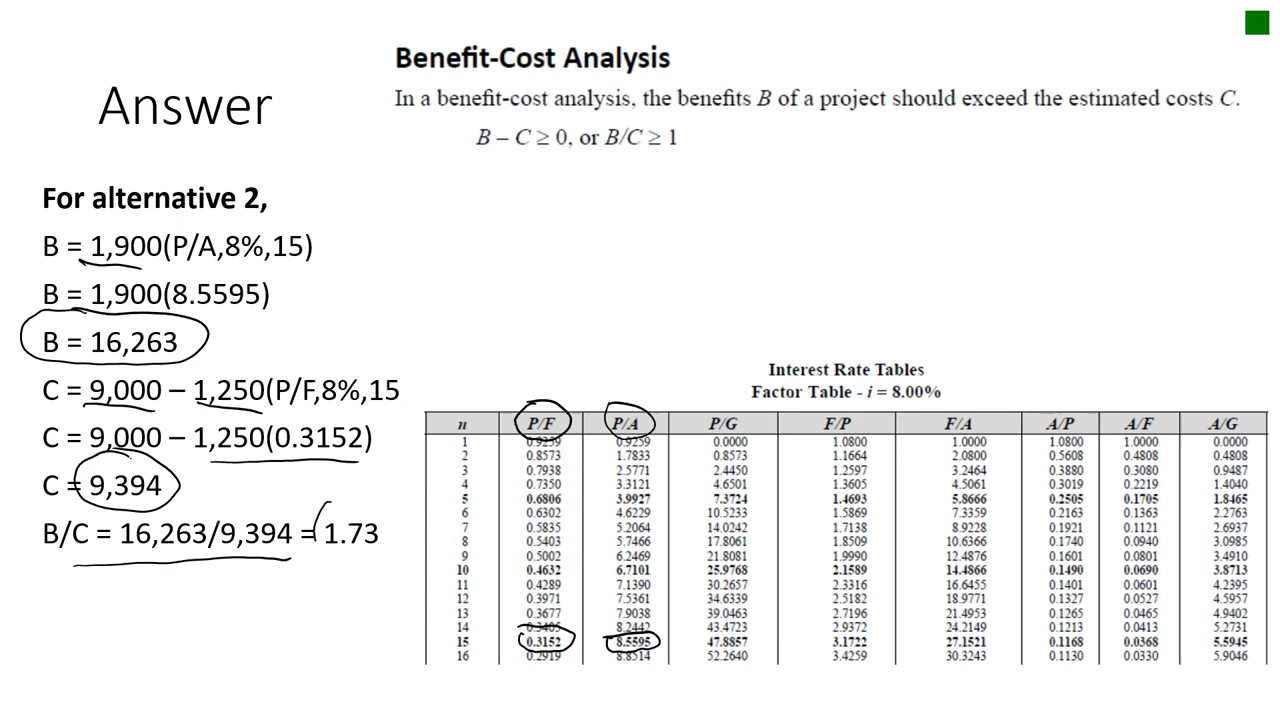 Benefit-Cost Analysis
Answer
In a benefit-cost analysis, the benefits B of a project should exceed the estimated costs C.
B – C ≥ 0, or B/C ≥ 1
For alternative 2,
B = 1,900(P/A,8%,15)
B = 1,900(8.5595)
B = 16,263
C = 9,000 – 1,250(P/F,8%,15
C = 9,000 – 1,250(0.3152)
C = 9,394
B/C = 16,263/9,394 = 1.73
Interest Rate Tables
Factor Table - i = 8.00%
n P/F P/A P/G F/P F/A A/P A/F A/G
1 0.9259 0.9259 0.0000 1.0800 1.0000 1.0800 1.0000 0.0000
2 0.8573 1.7833 0.8573 1.1664 2.0800 0.5608 0.4808 0.4808
3 0.7938 2.5771 2.4450 1.2597 3.2464 0.3880 0.3080 0.9487
4 0.7350 3.3121 4.6501 1.3605 4.5061 0.3019 0.2219 1.4040
5 0.6806 3.9927 7.3724 1.4693 5.8666 0.2505 0.1705 1.8465
6 0.6302 4.6229 10.5233 1.5869 7.3359 0.2163 0.1363 2.2763
7 0.5835 5.2064 14.0242 1.7138 8.9228 0.1921 0.1121 2.6937
8 0.5403 5.7466 17.8061 1.8509 10.6366 0.1740 0.0940 3.0985
9 0.5002 6.2469 21.8081 1.9990 12.4876 0.1601 0.0801 3.4910
10 0.4632 6.7101 25.9768 2.1589 14.4866 0.1490 0.0690 3.8713
11 0.4289 7.1390 30.2657 2.3316 16.6455 0.1401 0.0601 4.2395
12 0.3971 7.5361 34.6339 2.5182 18.9771 0.1327 0.0527 4.5957
13 0.3677 7.9038 39.0463 2.7196 21.4953 0.1265 0.0465 4.9402
14 0.3405 8.2442 43.4723 2.9372 24.2149 0.1213 0.0413 5.2731
15 0.3152 8.5595 47.8857 3.1722 27.1521 0.1168 0.0368 5.5945
16 0.2919 8.8514 52.2640 3.4259 30.3243 0.1130 0.0330 5.9046